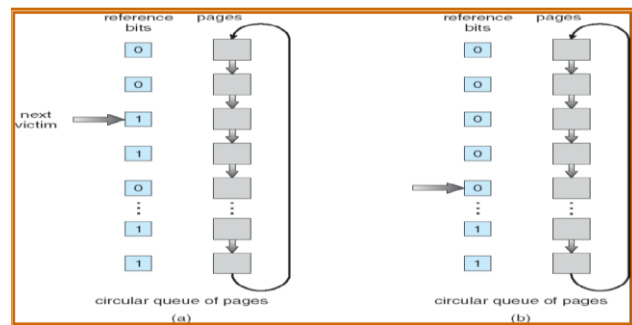 reference bits
pages
0
0
next victim
1
1
0
1
1
circular queue of pages
(a)
reference bits
pages
0
0
0
0
0
1
1
circular queue of pages
(b)